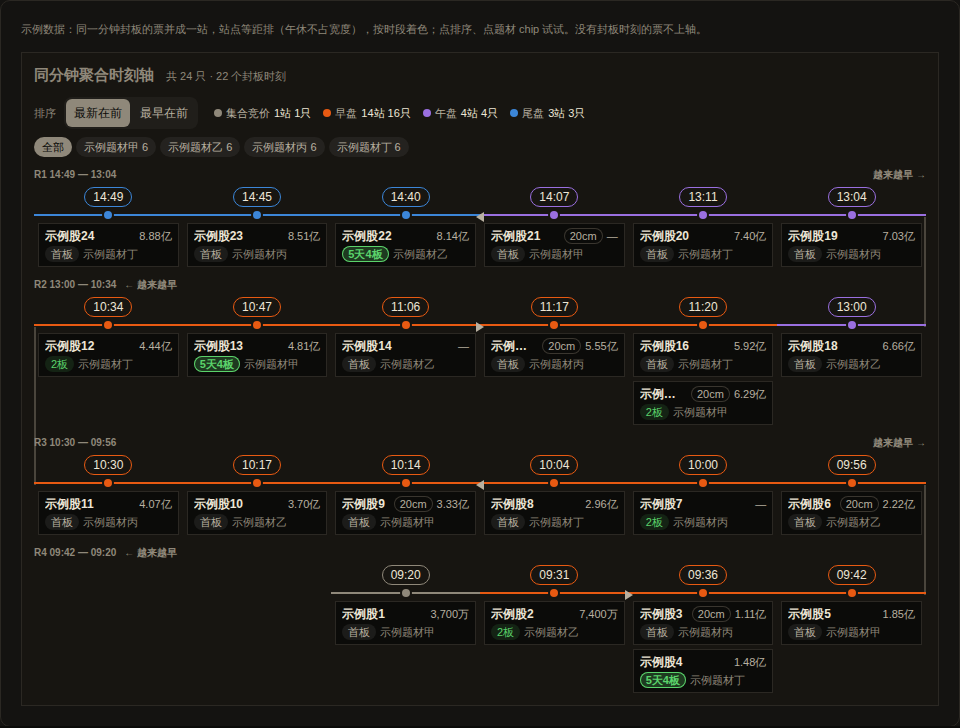 示例数据：同一分钟封板的票并成一站，站点等距排（午休不占宽度），按时段着色；点排序、点题材 chip 试试。没有封板时刻的票不上轴。
同分钟聚合时刻轴 共 24 只 · 22 个封板时刻
排序 最新在前 最早在前 集合竞价 1站 1只 早盘 14站 16只 午盘 4站 4只 尾盘 3站 3只
全部 示例题材甲 6 示例题材乙 6 示例题材丙 6 示例题材丁 6
R1 14:49 — 13:04 越来越早 →
14:49 14:45 14:40 14:07 13:11 13:04
示例股24 8.88亿 示例股23 8.51亿 示例股22 8.14亿 示例股21 20cm — 示例股20 7.40亿 示例股19 7.03亿
首板 示例题材丁 首板 示例题材丙 5天4板 示例题材乙 首板 示例题材甲 首板 示例题材丁 首板 示例题材丙
R2 13:00 — 10:34 ← 越来越早
10:34 10:47 11:06 11:17 11:20 13:00
示例股12 4.44亿 示例股13 4.81亿 示例股14 — 示例… 20cm 5.55亿 示例股16 5.92亿 示例股18 6.66亿
2板 示例题材丁 5天4板 示例题材甲 首板 示例题材乙 首板 示例题材丙 首板 示例题材丁 首板 示例题材乙
示例… 20cm 6.29亿
2板 示例题材甲
R3 10:30 — 09:56 越来越早 →
10:30 10:17 10:14 10:04 10:00 09:56
示例股11 4.07亿 示例股10 3.70亿 示例股9 20cm 3.33亿 示例股8 2.96亿 示例股7 — 示例股6 20cm 2.22亿
首板 示例题材丙 首板 示例题材乙 首板 示例题材甲 首板 示例题材丁 2板 示例题材丙 首板 示例题材乙
R4 09:42 — 09:20 ← 越来越早
09:20 09:31 09:36 09:42
示例股1 3,700万 示例股2 7,400万 示例股3 20cm 1.11亿 示例股5 1.85亿
首板 示例题材甲 2板 示例题材乙 首板 示例题材丙 首板 示例题材甲
示例股4 1.48亿
5天4板 示例题材丁